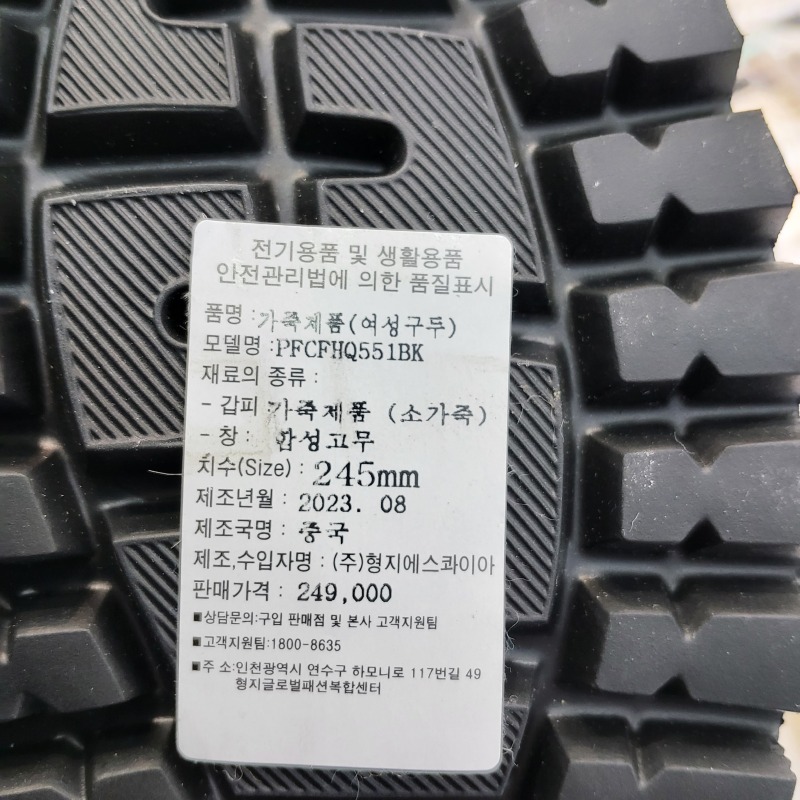 전기용품 및 생활용품
안전관리법에 의한 품질표시
품명 : 가죽제품(여성구두)
모델명 : PFCFHQ551BK
재료의 종류 :
- 갑피 : 가죽제품 (소가죽)
- 창 : 합성고무
치수(Size) : 245mm
제조년월 : 2023. 08
제조국명 : 중국
제조,수입자명 : (주)형지에스콰이아
판매가격 : 249,000
■상담문의:구입 판매점 및 본사 고객지원팀
■고객지원팀:1800-8635
■주 소:인천광역시 연수구 하모니로 117번길 49
형지글로벌패션복합센터